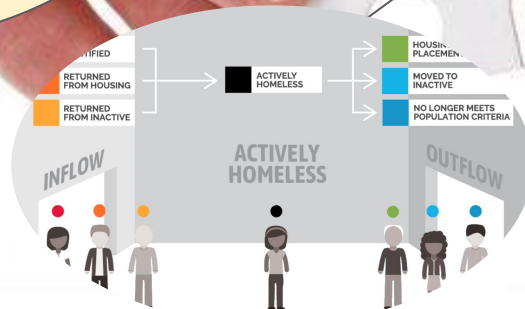 RETURNED
FROM HOUSING
RETURNED
FROM INACTIVE
ACTIVELY
HOMELESS
PLACEMENT
MOVED TO
INACTIVE
NO LONGER MEETS
POPULATION CRITERIA
INFLOW
ACTIVELY
HOMELESS
OUTFLOW